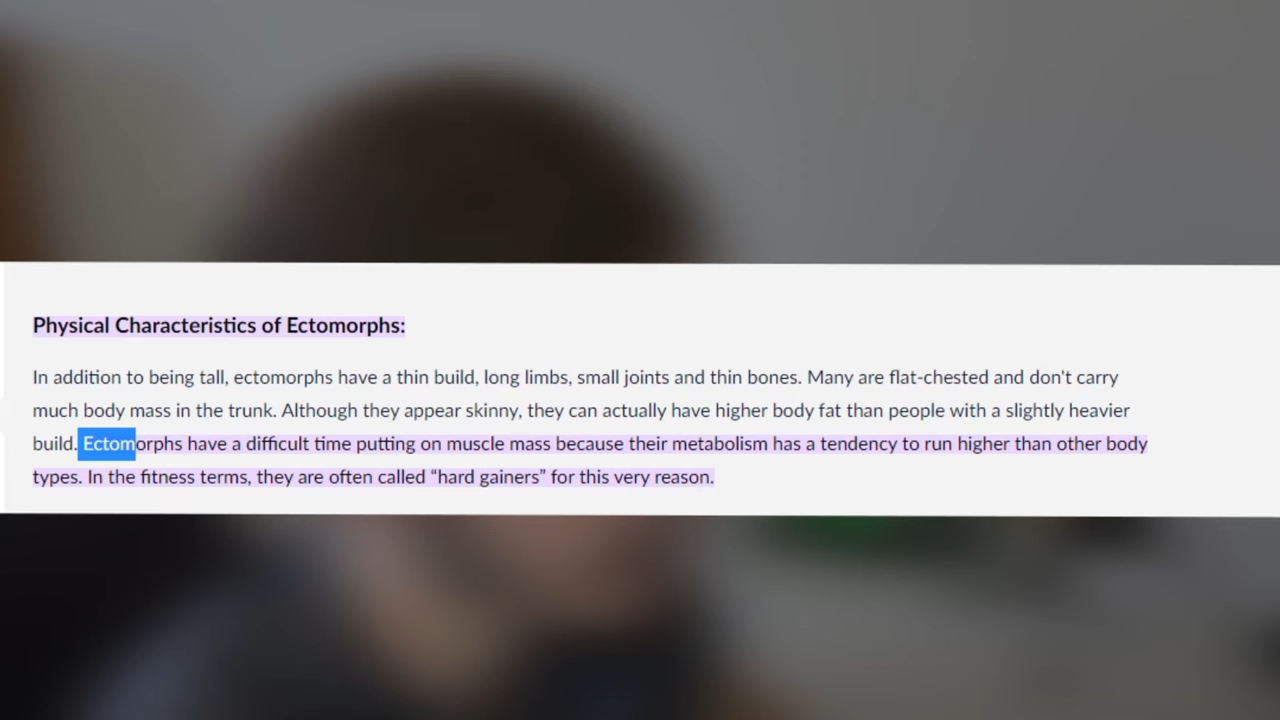 Physical Characteristics of Ectomorphs:
In addition to being tall, ectomorphs have a thin build, long limbs, small joints and thin bones. Many are flat-chested and don't carry
much body mass in the trunk. Although they appear skinny, they can actually have higher body fat than people with a slightly heavier
build. Ectomorphs have a difficult time putting on muscle mass because their metabolism has a tendency to run higher than other body
types. In the fitness terms, they are often called “hard gainers” for this very reason.